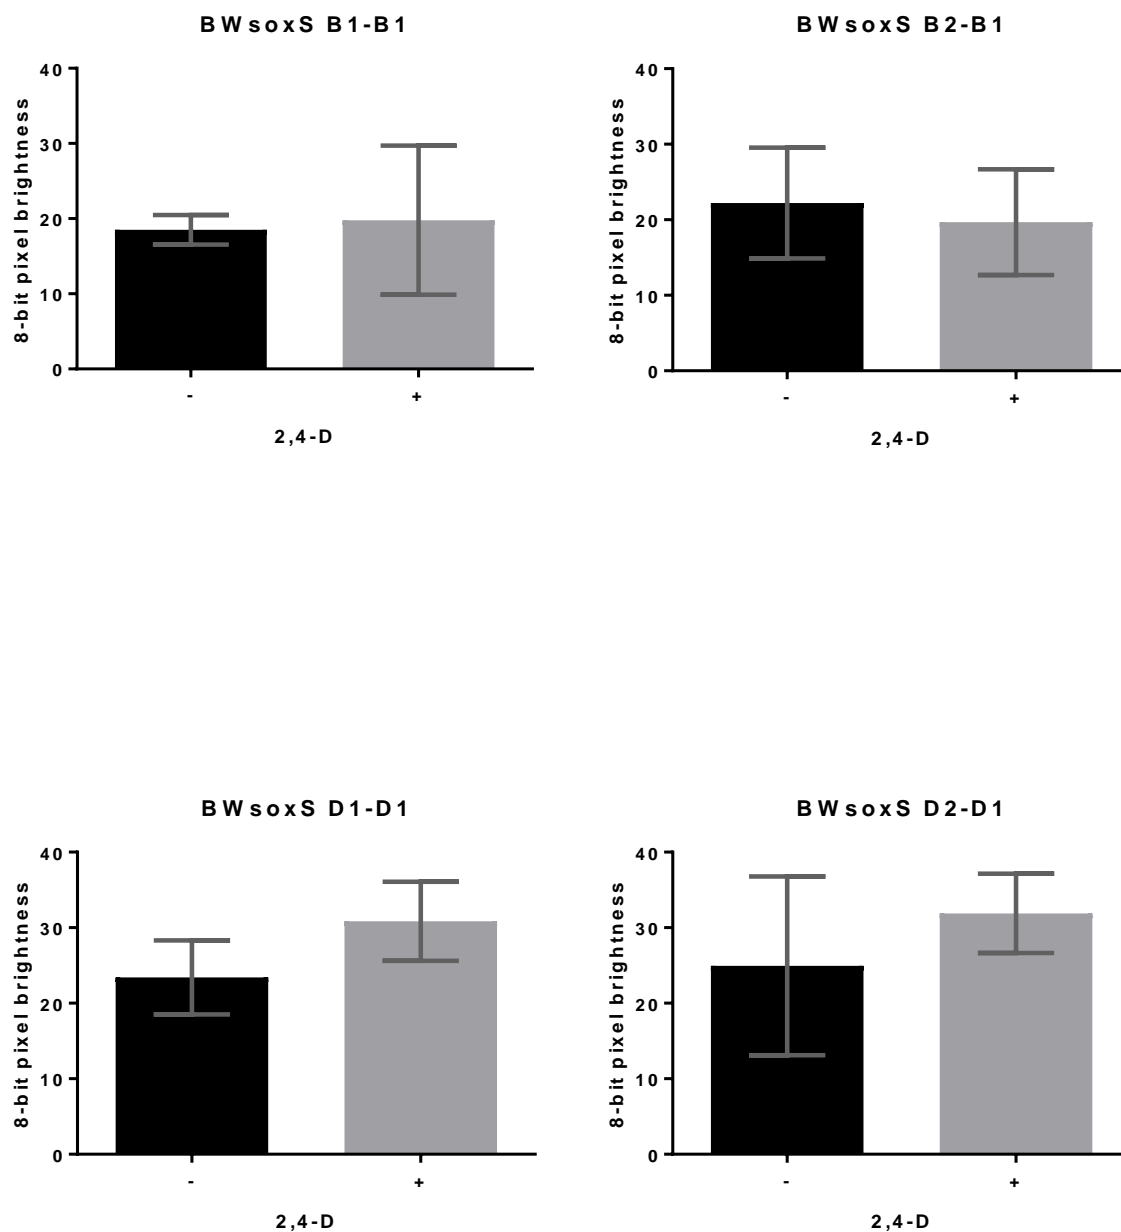 BWsoxS B1-B1
8-bit pixel brightness
40
30
20
10
0
- +
2,4-D
BWsoxS B2-B1
8-bit pixel brightness
40
30
20
10
0
- +
2,4-D
BWsoxS D1-D1
8-bit pixel brightness
40
30
20
10
0
- +
2,4-D
BWsoxS D2-D1
8-bit pixel brightness
40
30
20
10
0
- +
2,4-D